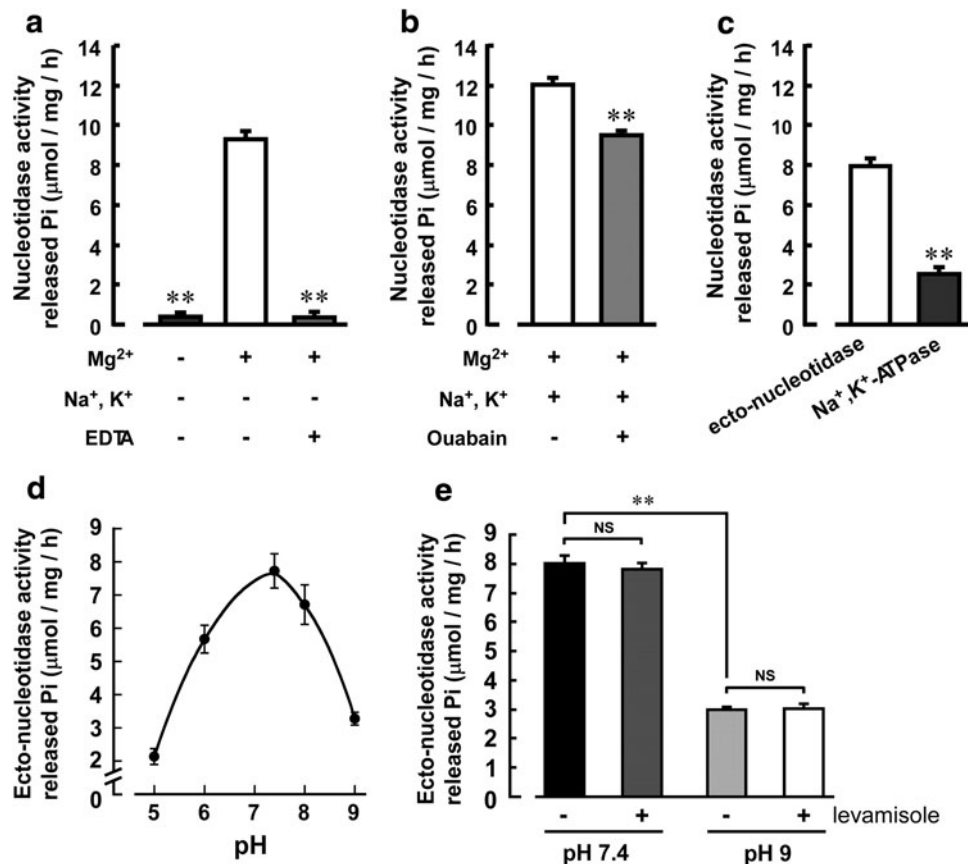 a
Nucleotidase activity
released Pi (µmol / mg / h)
14
12
10
8
6
4
2
0
**
**
Mg²⁺ - + +
Na⁺, K⁺ - - -
EDTA - - +
b
Nucleotidase activity
released Pi (µmol / mg / h)
14
12
10
8
6
4
2
0
**
Mg²⁺ + +
Na⁺, K⁺ + +
Ouabain - +
c
Nucleotidase activity
released Pi (µmol / mg / h)
14
12
10
8
6
4
2
0
**
ecto-nucleotidase
Na⁺,K⁺-ATPase
d
Ecto-nucleotidase activity
released Pi (µmol / mg / h)
9
8
7
6
5
4
3
2
0
5 6 7 8 9
pH
e
Ecto-nucleotidase activity
released Pi (µmol / mg / h)
9
8
7
6
5
4
3
2
1
0
**
NS
NS
- + - + levamisole
pH 7.4 pH 9